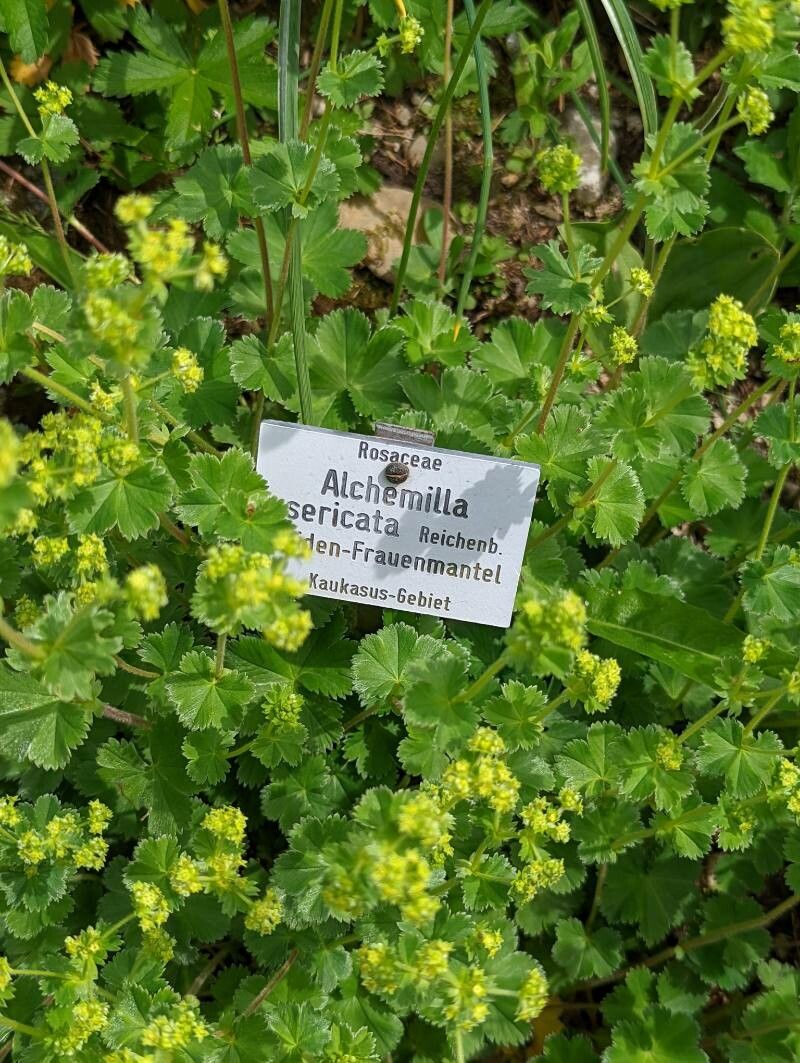 Rosaceae
Alchemilla
sericata Reichenb.
den-Frauenmantel
Kaukasus-Gebiet